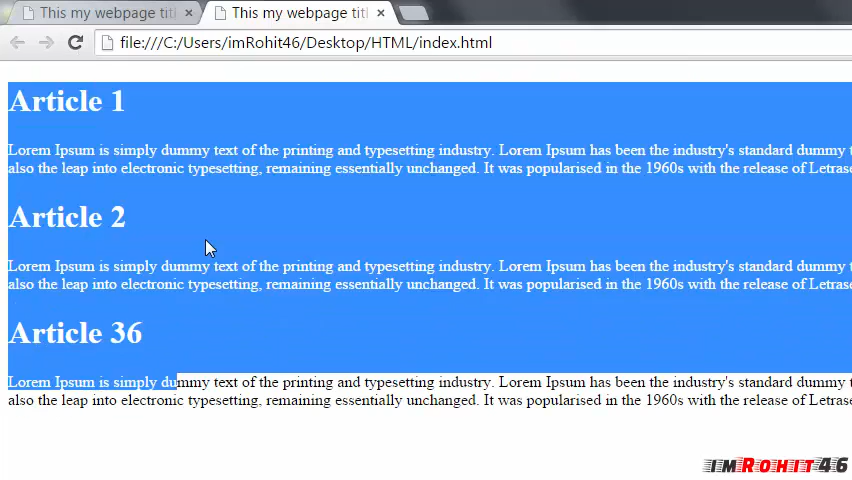 This my webpage titl
This my webpage titl
file:///C:/Users/imRohit46/Desktop/HTML/index.html
Article 1
Lorem Ipsum is simply dummy text of the printing and typesetting industry. Lorem Ipsum has been the industry's standard dummy t
also the leap into electronic typesetting, remaining essentially unchanged. It was popularised in the 1960s with the release of Letrase
Article 2
Lorem Ipsum is simply dummy text of the printing and typesetting industry. Lorem Ipsum has been the industry's standard dummy t
also the leap into electronic typesetting, remaining essentially unchanged. It was popularised in the 1960s with the release of Letrase
Article 36
Lorem Ipsum is simply dummy text of the printing and typesetting industry. Lorem Ipsum has been the industry's standard dummy t
also the leap into electronic typesetting, remaining essentially unchanged. It was popularised in the 1960s with the release of Letrase
imRohit46